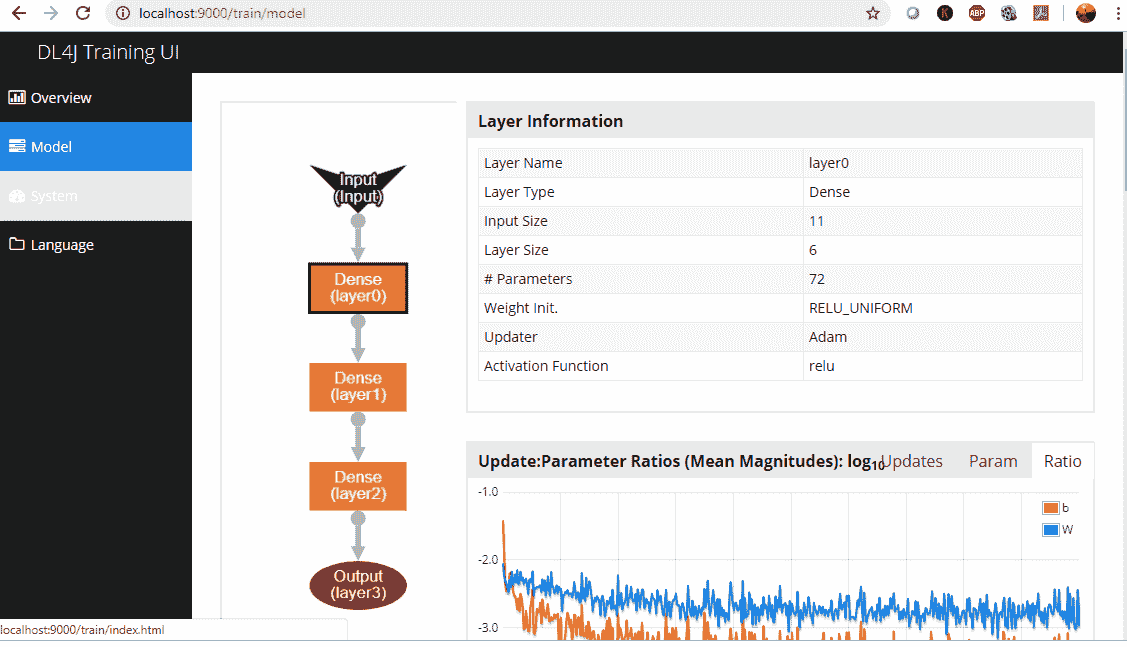 localhost:9000/train/model
ABP
DL4J Training UI
Overview
Model
System
Language
Input
(Input)
Dense
(layer0)
Dense
(layer1)
Dense
(layer2)
Output
(layer3)
Layer Information
Layer Name layer0
Layer Type Dense
Input Size 11
Layer Size 6
# Parameters 72
Weight Init. RELU_UNIFORM
Updater Adam
Activation Function relu
Update:Parameter Ratios (Mean Magnitudes): log10 Updates Param Ratio
-1.0
-2.0
-3.0
b
W
localhost:9000/train/index.html